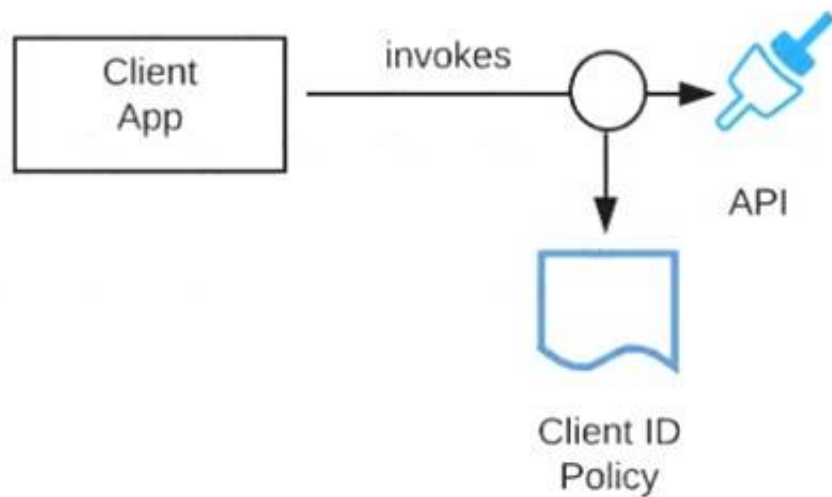 Client
App
invokes
API
Client ID
Policy